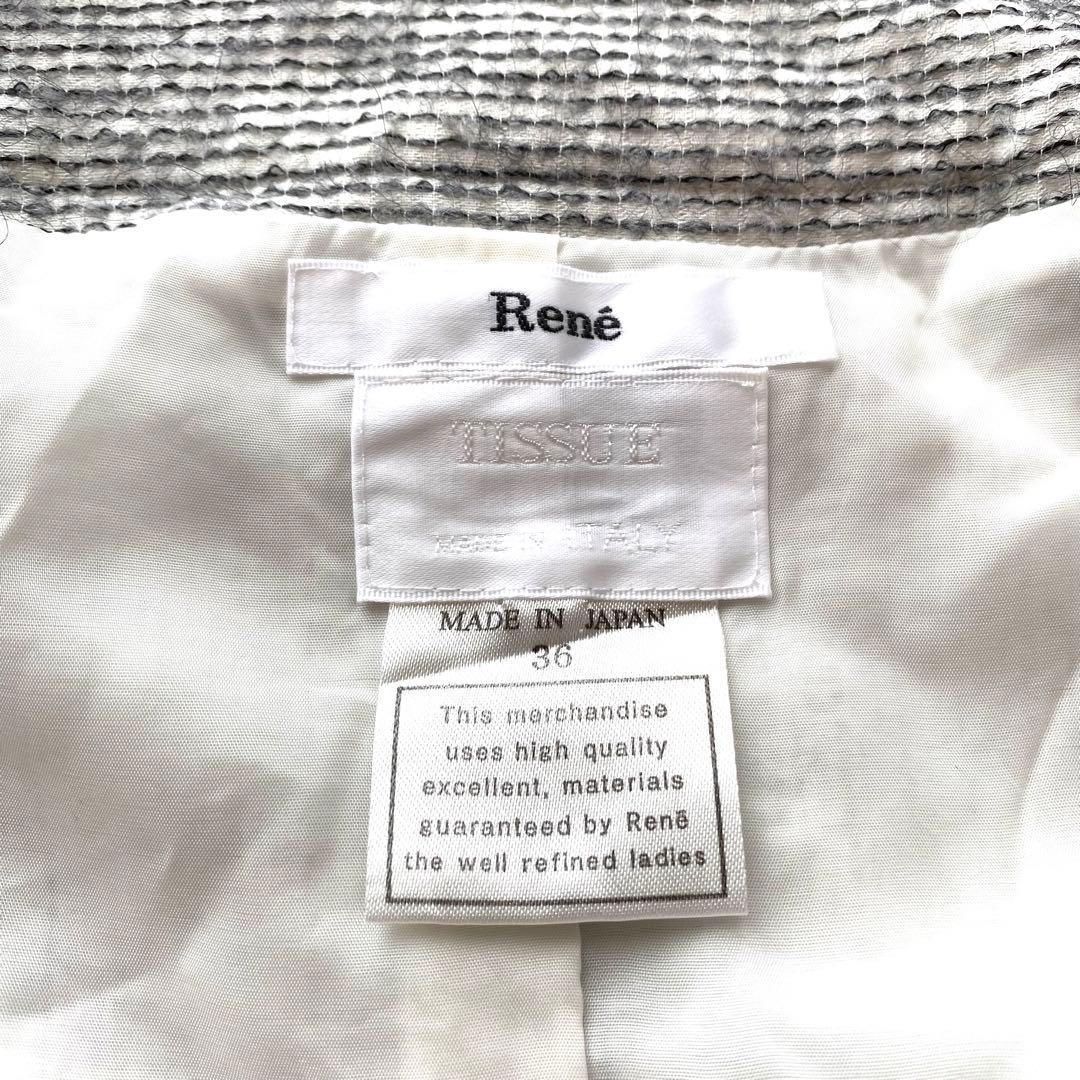 René
TISSUE
MADE IN ITALY
MADE IN JAPAN
36
This merchandise
uses high quality
excellent, materials
guaranteed by René
the well refined ladies